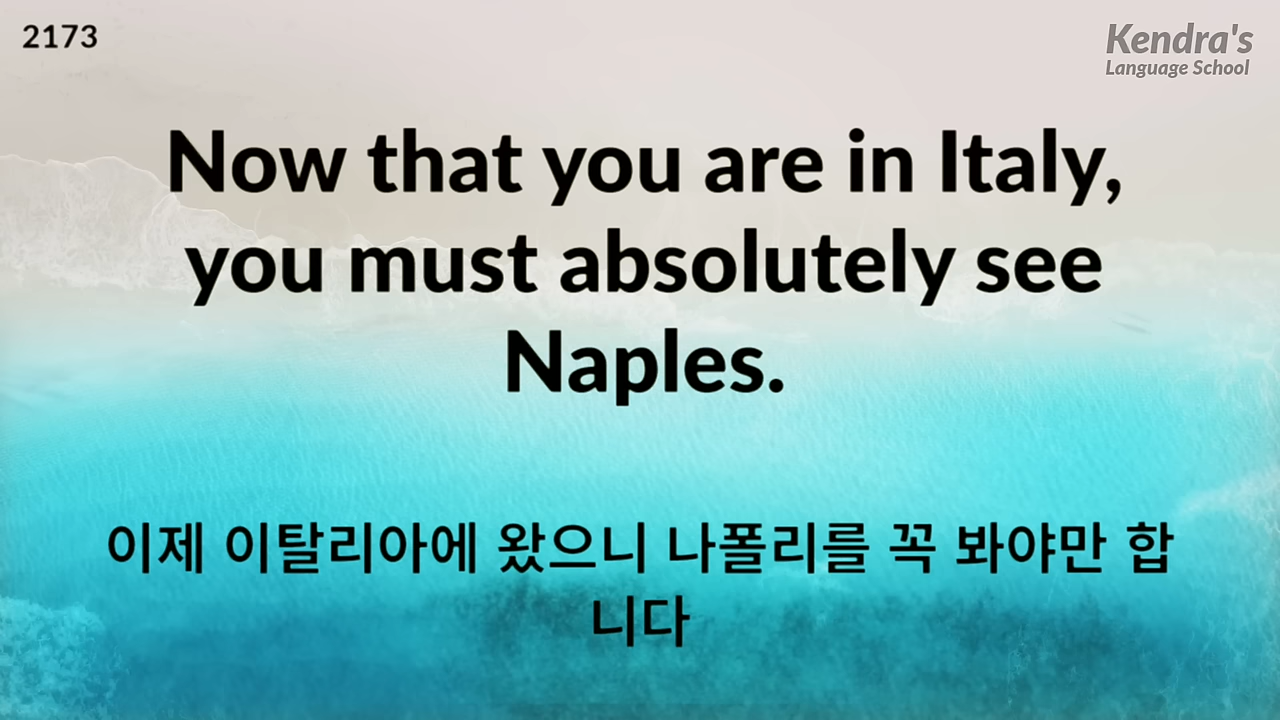 2173
Kendra's
Language School
Now that you are in Italy,
you must absolutely see
Naples.
이제 이탈리아에 왔으니 나폴리를 꼭 봐야만 합
니다